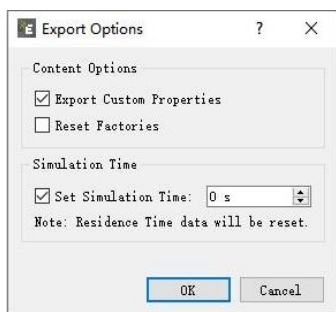 Export Options
Content Options
Export Custom Properties
Reset Factories
Simulation Time
Set Simulation Time: 0 s
Note: Residence Time data will be reset.
OK Cancel